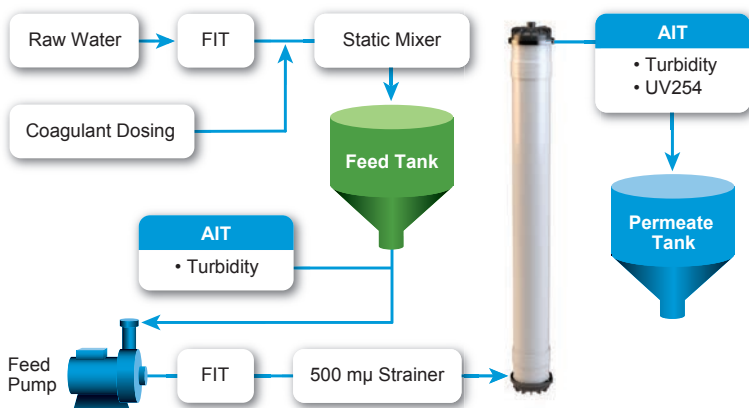 Raw Water
FIT
Static Mixer
AIT
• Turbidity
• UV254
Coagulant Dosing
Feed Tank
AIT
• Turbidity
Permeate
Tank
Feed
Pump
FIT
500 mμ Strainer